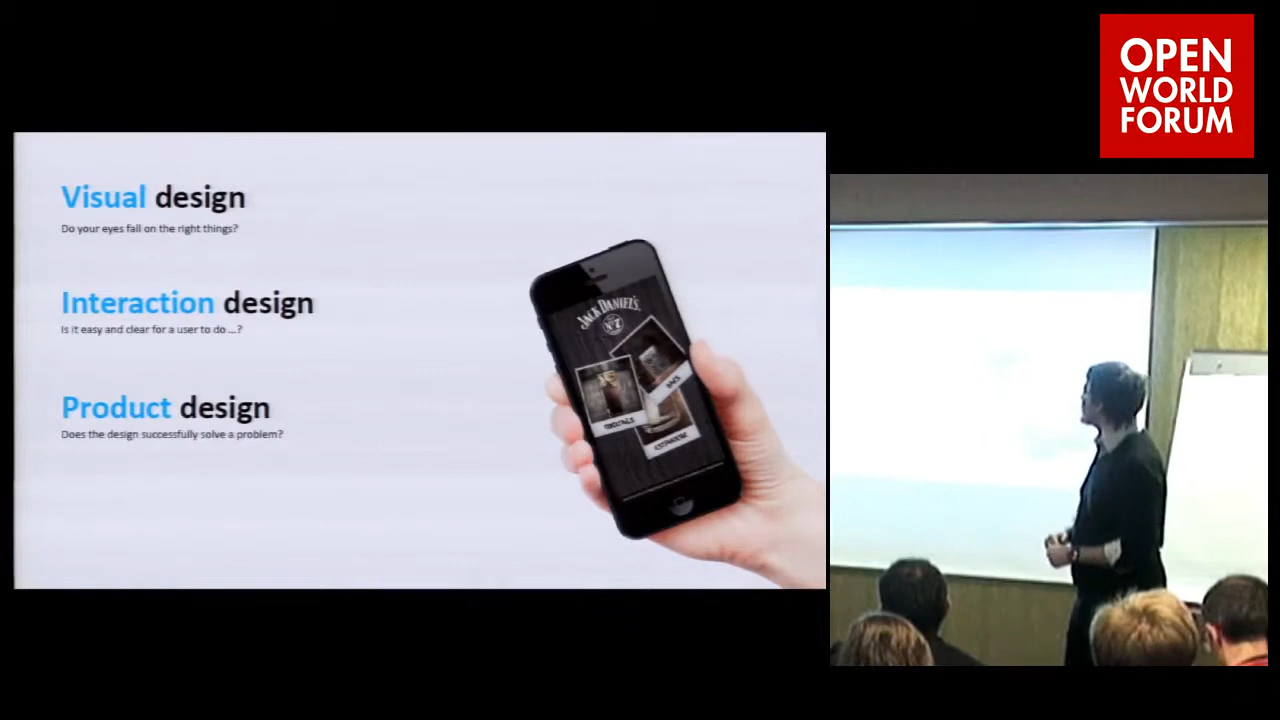 OPEN
WORLD
FORUM
Visual design
Do your eyes fall on the right things?
Interaction design
Is it easy and clear for a user to do ...?
Product design
Does the design successfully solve a problem?
JACK DANIEL'S
COCKTAILS